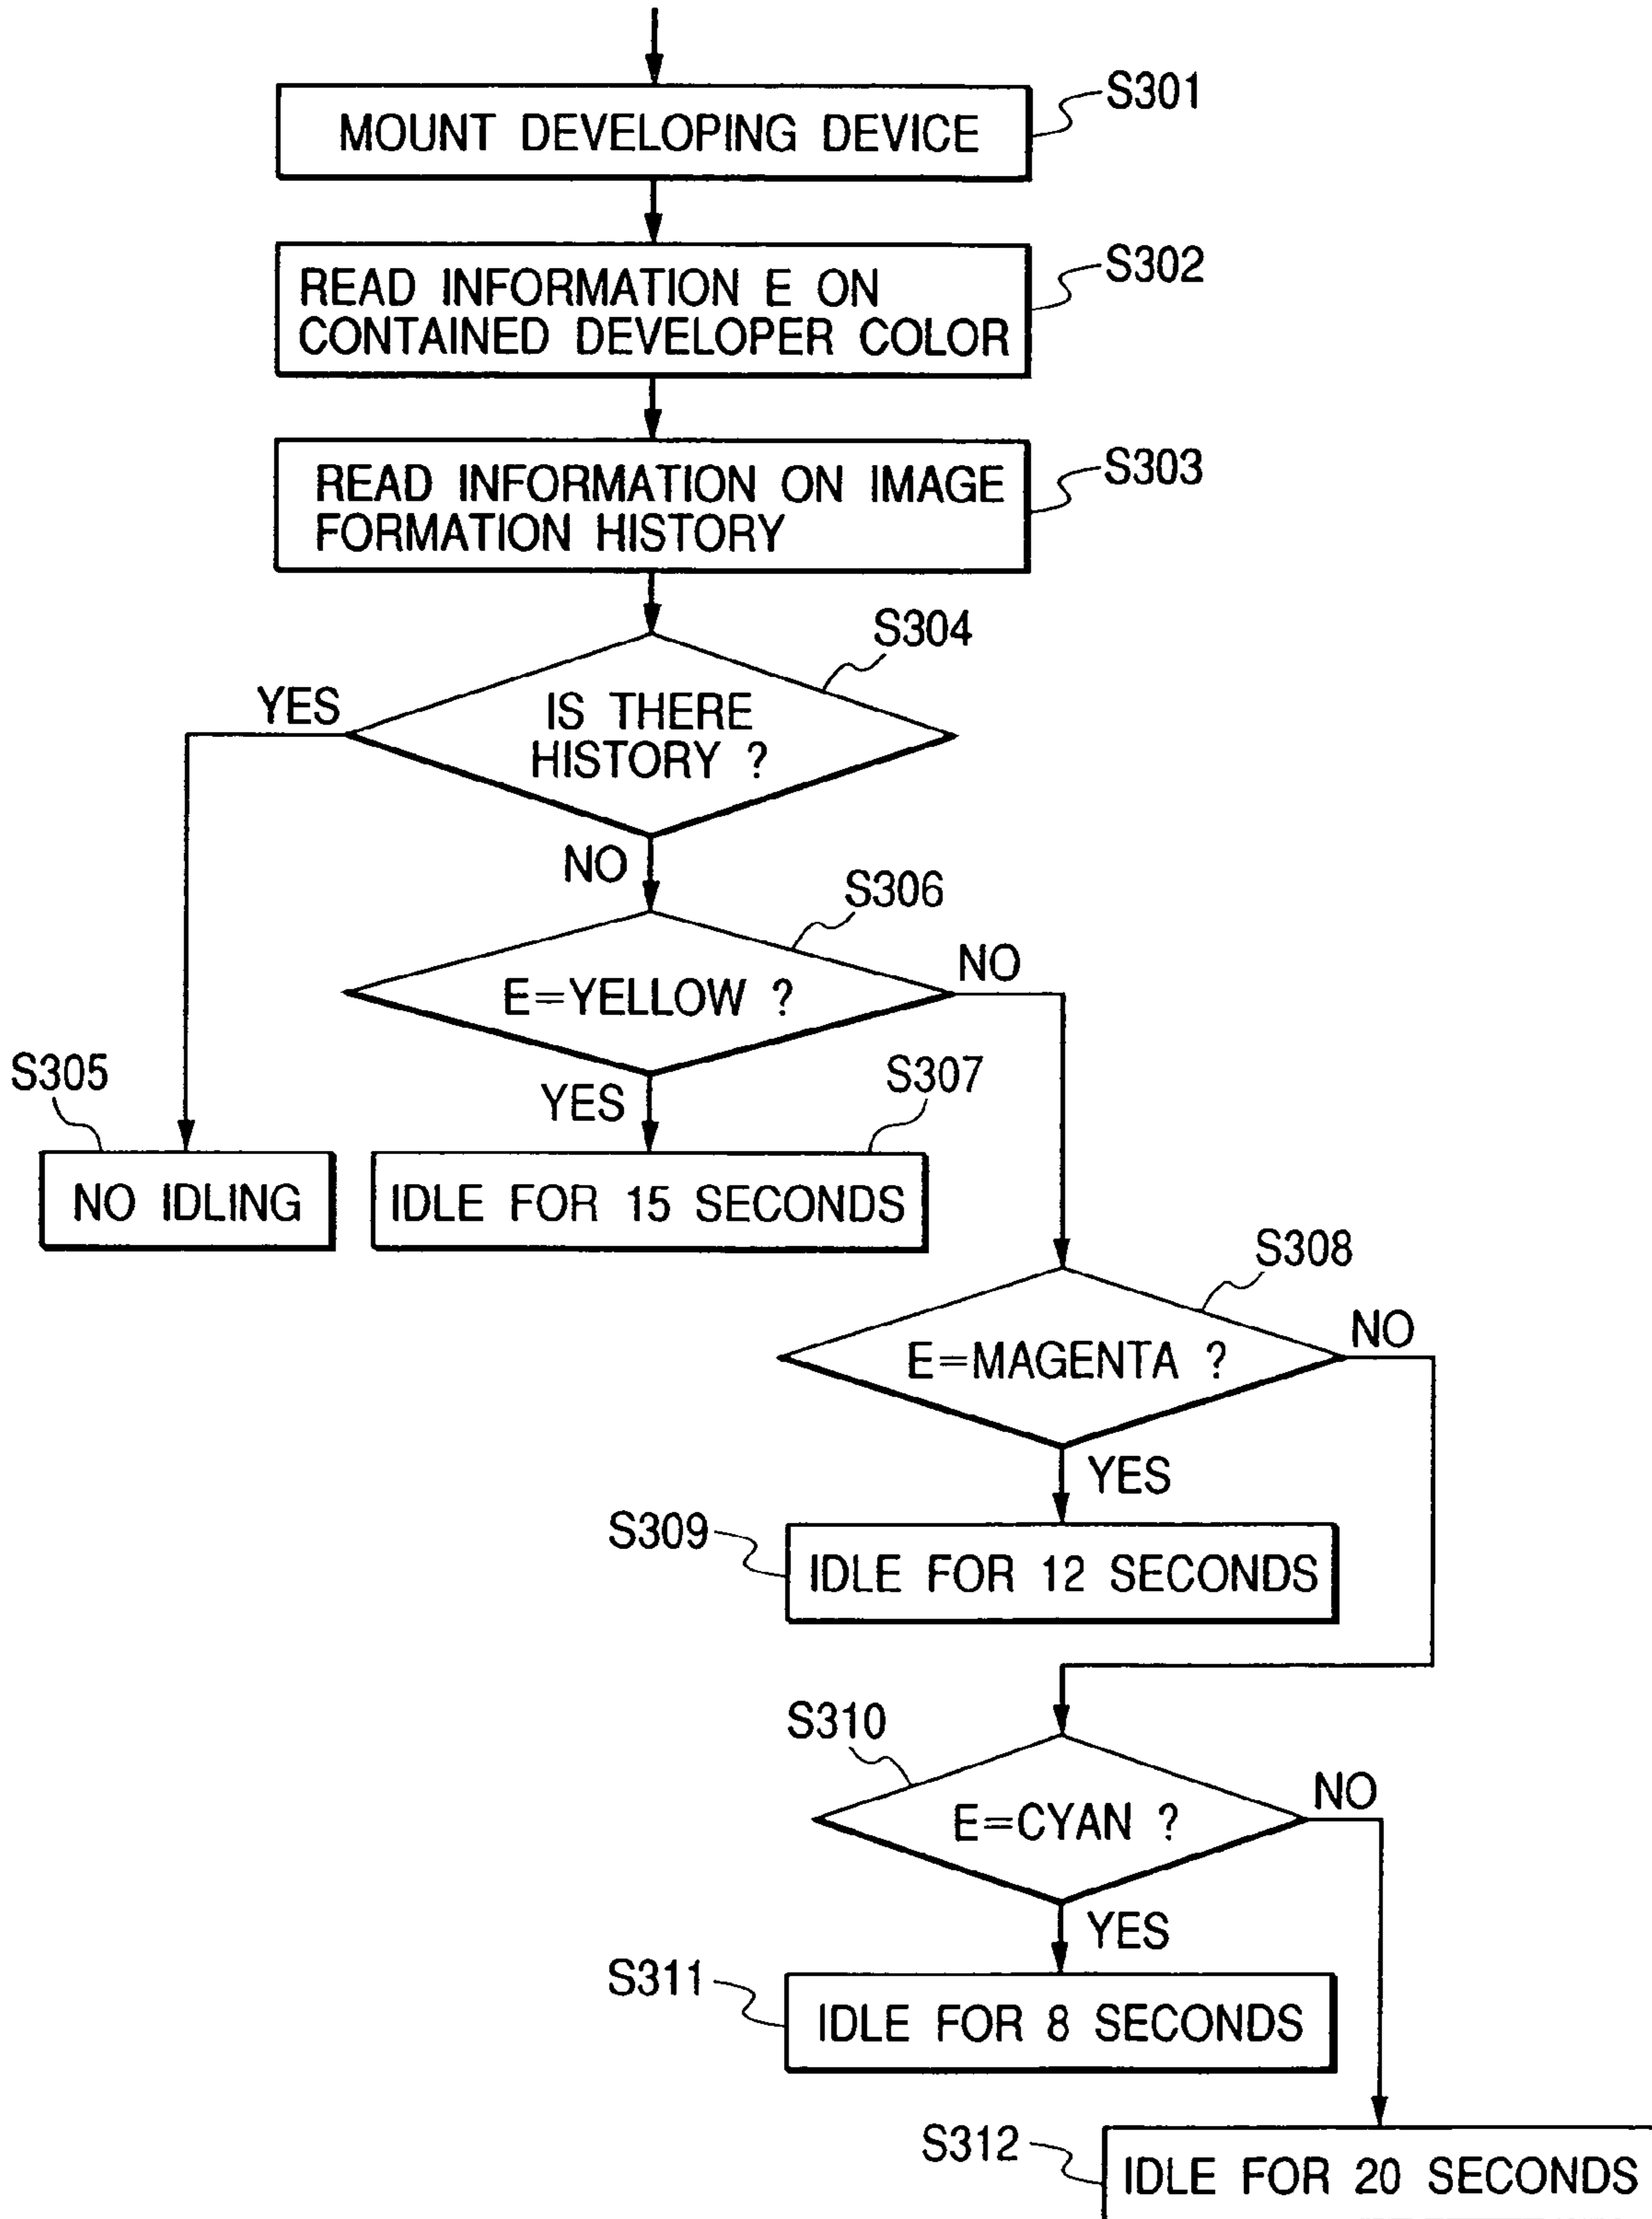 S301
MOUNT DEVELOPING DEVICE
S302
READ INFORMATION E ON
CONTAINED DEVELOPER COLOR
S303
READ INFORMATION ON IMAGE
FORMATION HISTORY
S304
YES
IS THERE
HISTORY ?
NO
S306
NO
E=YELLOW ?
S305
S307
YES
NO IDLING
IDLE FOR 15 SECONDS
S308
NO
E=MAGENTA ?
YES
S309
IDLE FOR 12 SECONDS
S310
NO
E=CYAN ?
YES
S311
IDLE FOR 8 SECONDS
S312
IDLE FOR 20 SECONDS